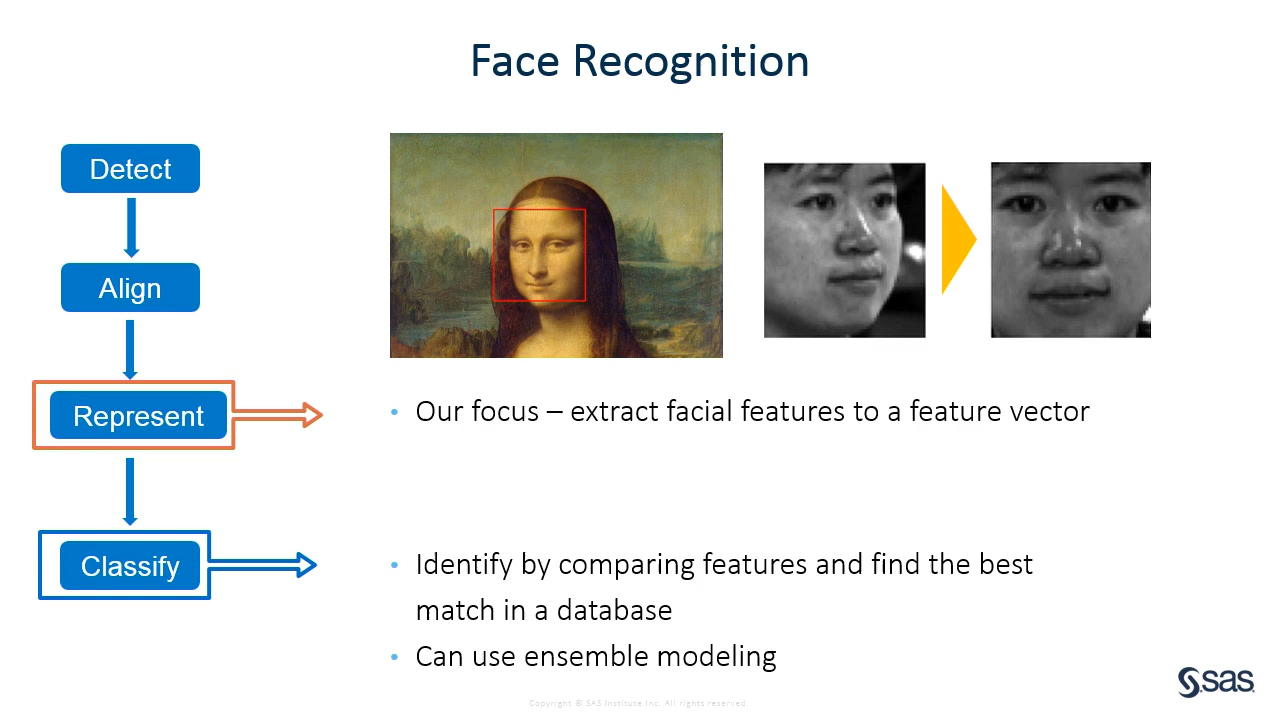 Face Recognition
Detect
Align
Represent
• Our focus – extract facial features to a feature vector
Classify
• Identify by comparing features and find the best
match in a database
• Can use ensemble modeling
sas
Copyright © SAS Institute Inc. All rights reserved.